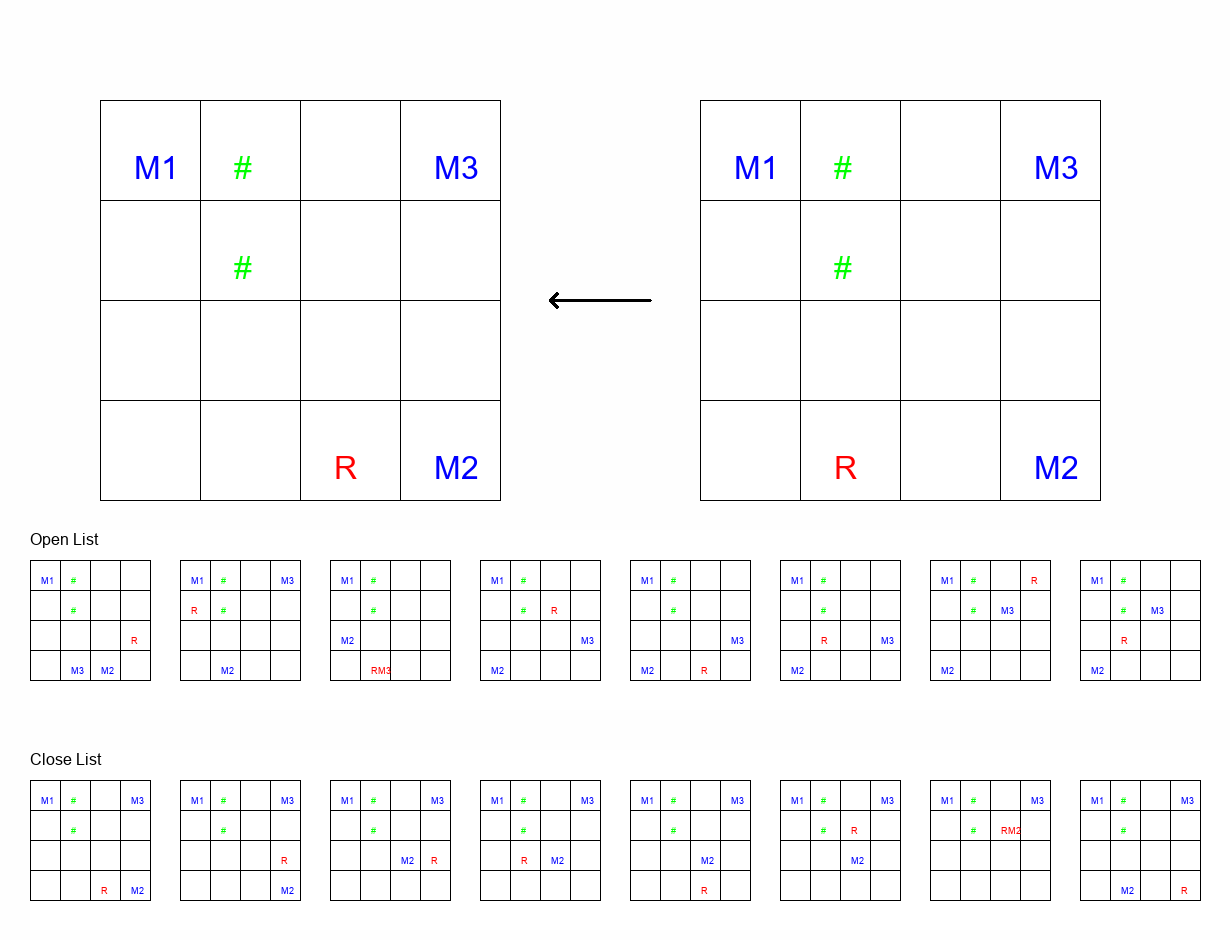 M1 # M3 M1 # M3
# #
R M2 R M2
Open List
M1 # M1 # M3 M1 # M1 # M1 # M1 # M1 # R M1 #
# R # # # R # # # M3 # M3
R M2 M3 M3 R M3 R
M3 M2 M2 RM3 M2 M2 R M2 M2 M2
Close List
M1 # M3 M1 # M3 M1 # M3 M1 # M3 M1 # M3 M1 # M3 M1 # M3 M1 # M3
# # # # # # R # RM2 #
R M2 R R M2 M2 M2
R M2 M2 R M2 R